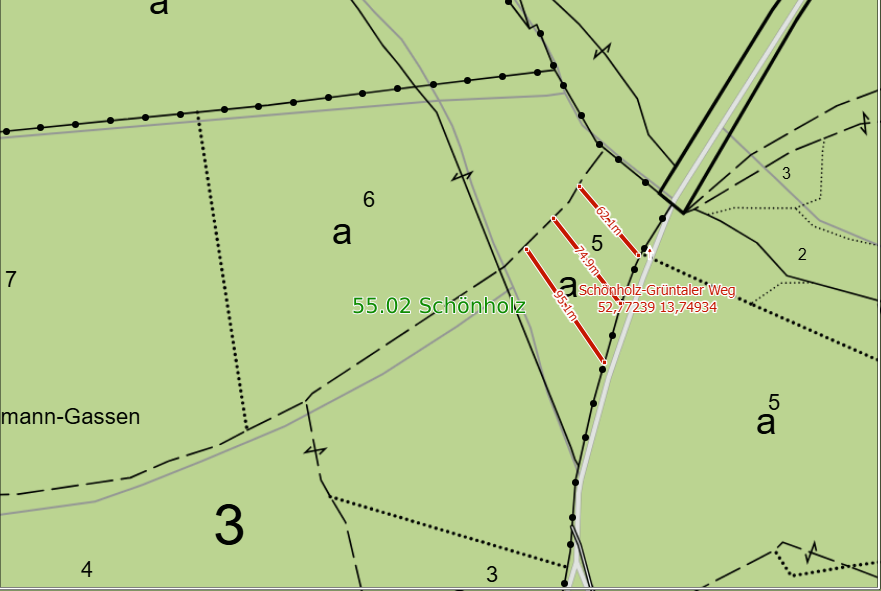 a
3
6
a
62.1m
5
2
7
74.9m
a
Schönholz-Grüntaler Weg
52,77239 13,74934
55.02 Schönholz
95.1m
5
a
mann-Gassen
3
4
3